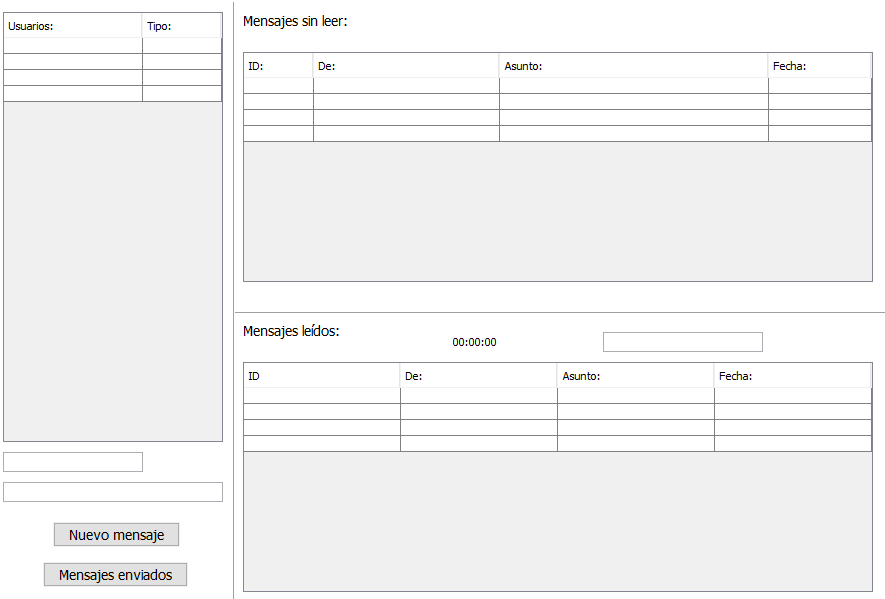 Usuarios: Tipo:
Nuevo mensaje
Mensajes enviados
Mensajes sin leer:
ID: De: Asunto: Fecha:
Mensajes leídos:
00:00:00
ID De: Asunto: Fecha: